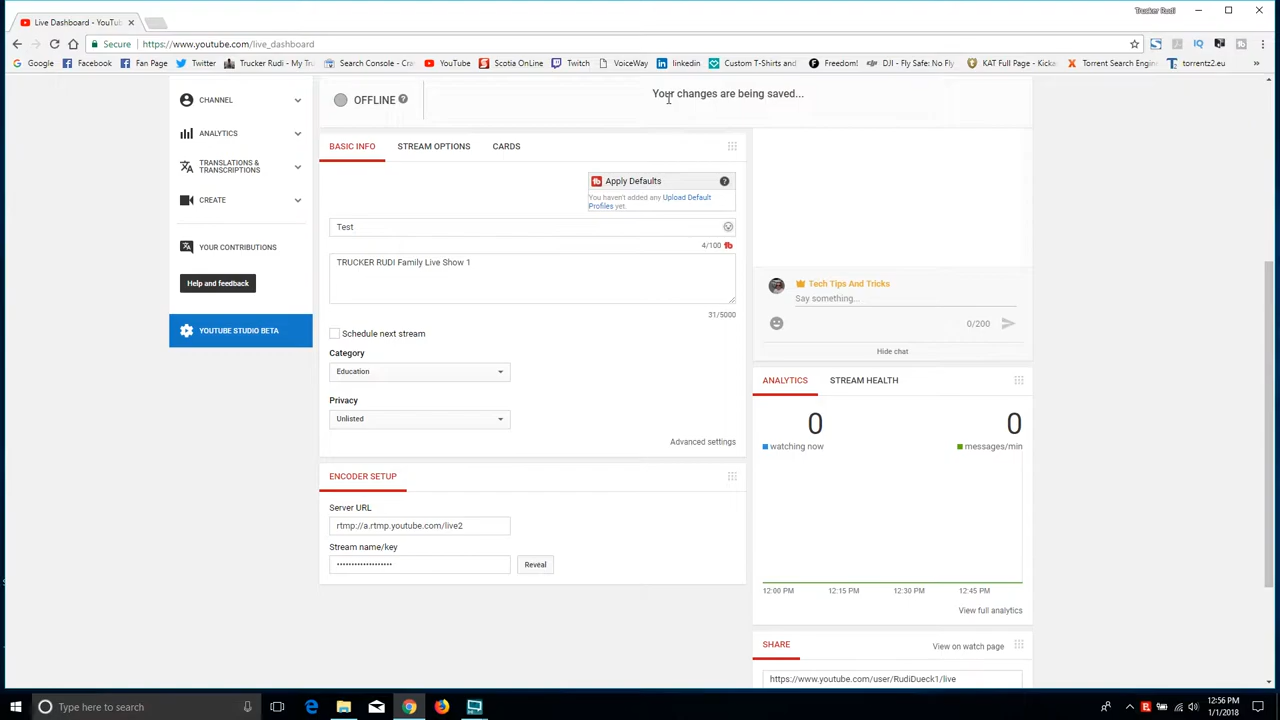 Live Dashboard - YouTub
Trucker Rudi
Secure
https://www.youtube.com/live_dashboard
Google
Facebook
Fan Page
Twitter
Trucker Rudi - My Tra
Search Console - Cra
YouTube
Scotia OnLine
Twitch
VoiceWay
linkedin
Custom T-Shirts and
Freedom!
DJI - Fly Safe: No Fly
KAT Full Page - Kicka
Torrent Search Engin
torrentz2.eu
CHANNEL
ANALYTICS
TRANSLATIONS &
TRANSCRIPTIONS
CREATE
YOUR CONTRIBUTIONS
Help and feedback
YOUTUBE STUDIO BETA
OFFLINE
Your changes are being saved...
BASIC INFO
STREAM OPTIONS
CARDS
Apply Defaults
You haven't added any Upload Default
Profiles yet.
Test
4/100
TRUCKER RUDI Family Live Show 1
31/5000
Schedule next stream
Category
Education
Privacy
Unlisted
Advanced settings
ENCODER SETUP
Server URL
rtmp://a.rtmp.youtube.com/live2
Stream name/key
•••••••••••••••••••
Reveal
Tech Tips And Tricks
Say something...
0/200
Hide chat
ANALYTICS
STREAM HEALTH
0
0
watching now
messages/min
12:00 PM
12:15 PM
12:30 PM
12:45 PM
View full analytics
SHARE
View on watch page
https://www.youtube.com/user/RudiDueck1/live
Type here to search
12:56 PM
1/1/2018